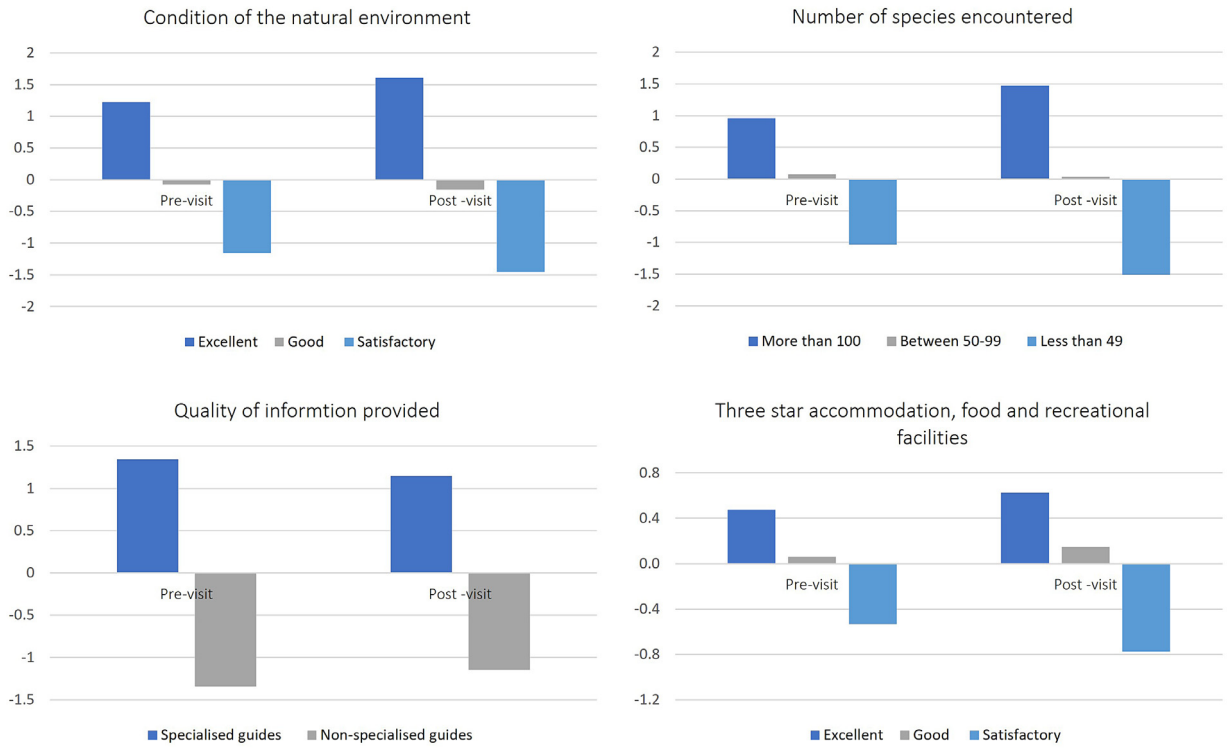 Condition of the natural environment
2
1.5
1
0.5
0
-0.5
-1
-1.5
-2
Pre-visit
Post -visit
Excellent Good Satisfactory
Number of species encountered
2
1.5
1
0.5
0
-0.5
-1
-1.5
-2
Pre-visit
Post -visit
More than 100 Between 50-99 Less than 49
Quality of informtion provided
1.5
1
0.5
0
-0.5
-1
-1.5
Pre-visit
Post -visit
Specialised guides Non-specialised guides
Three star accommodation, food and recreational
facilities
0.8
0.4
0.0
-0.4
-0.8
-1.2
Pre-visit
Post -visit
Excellent Good Satisfactory